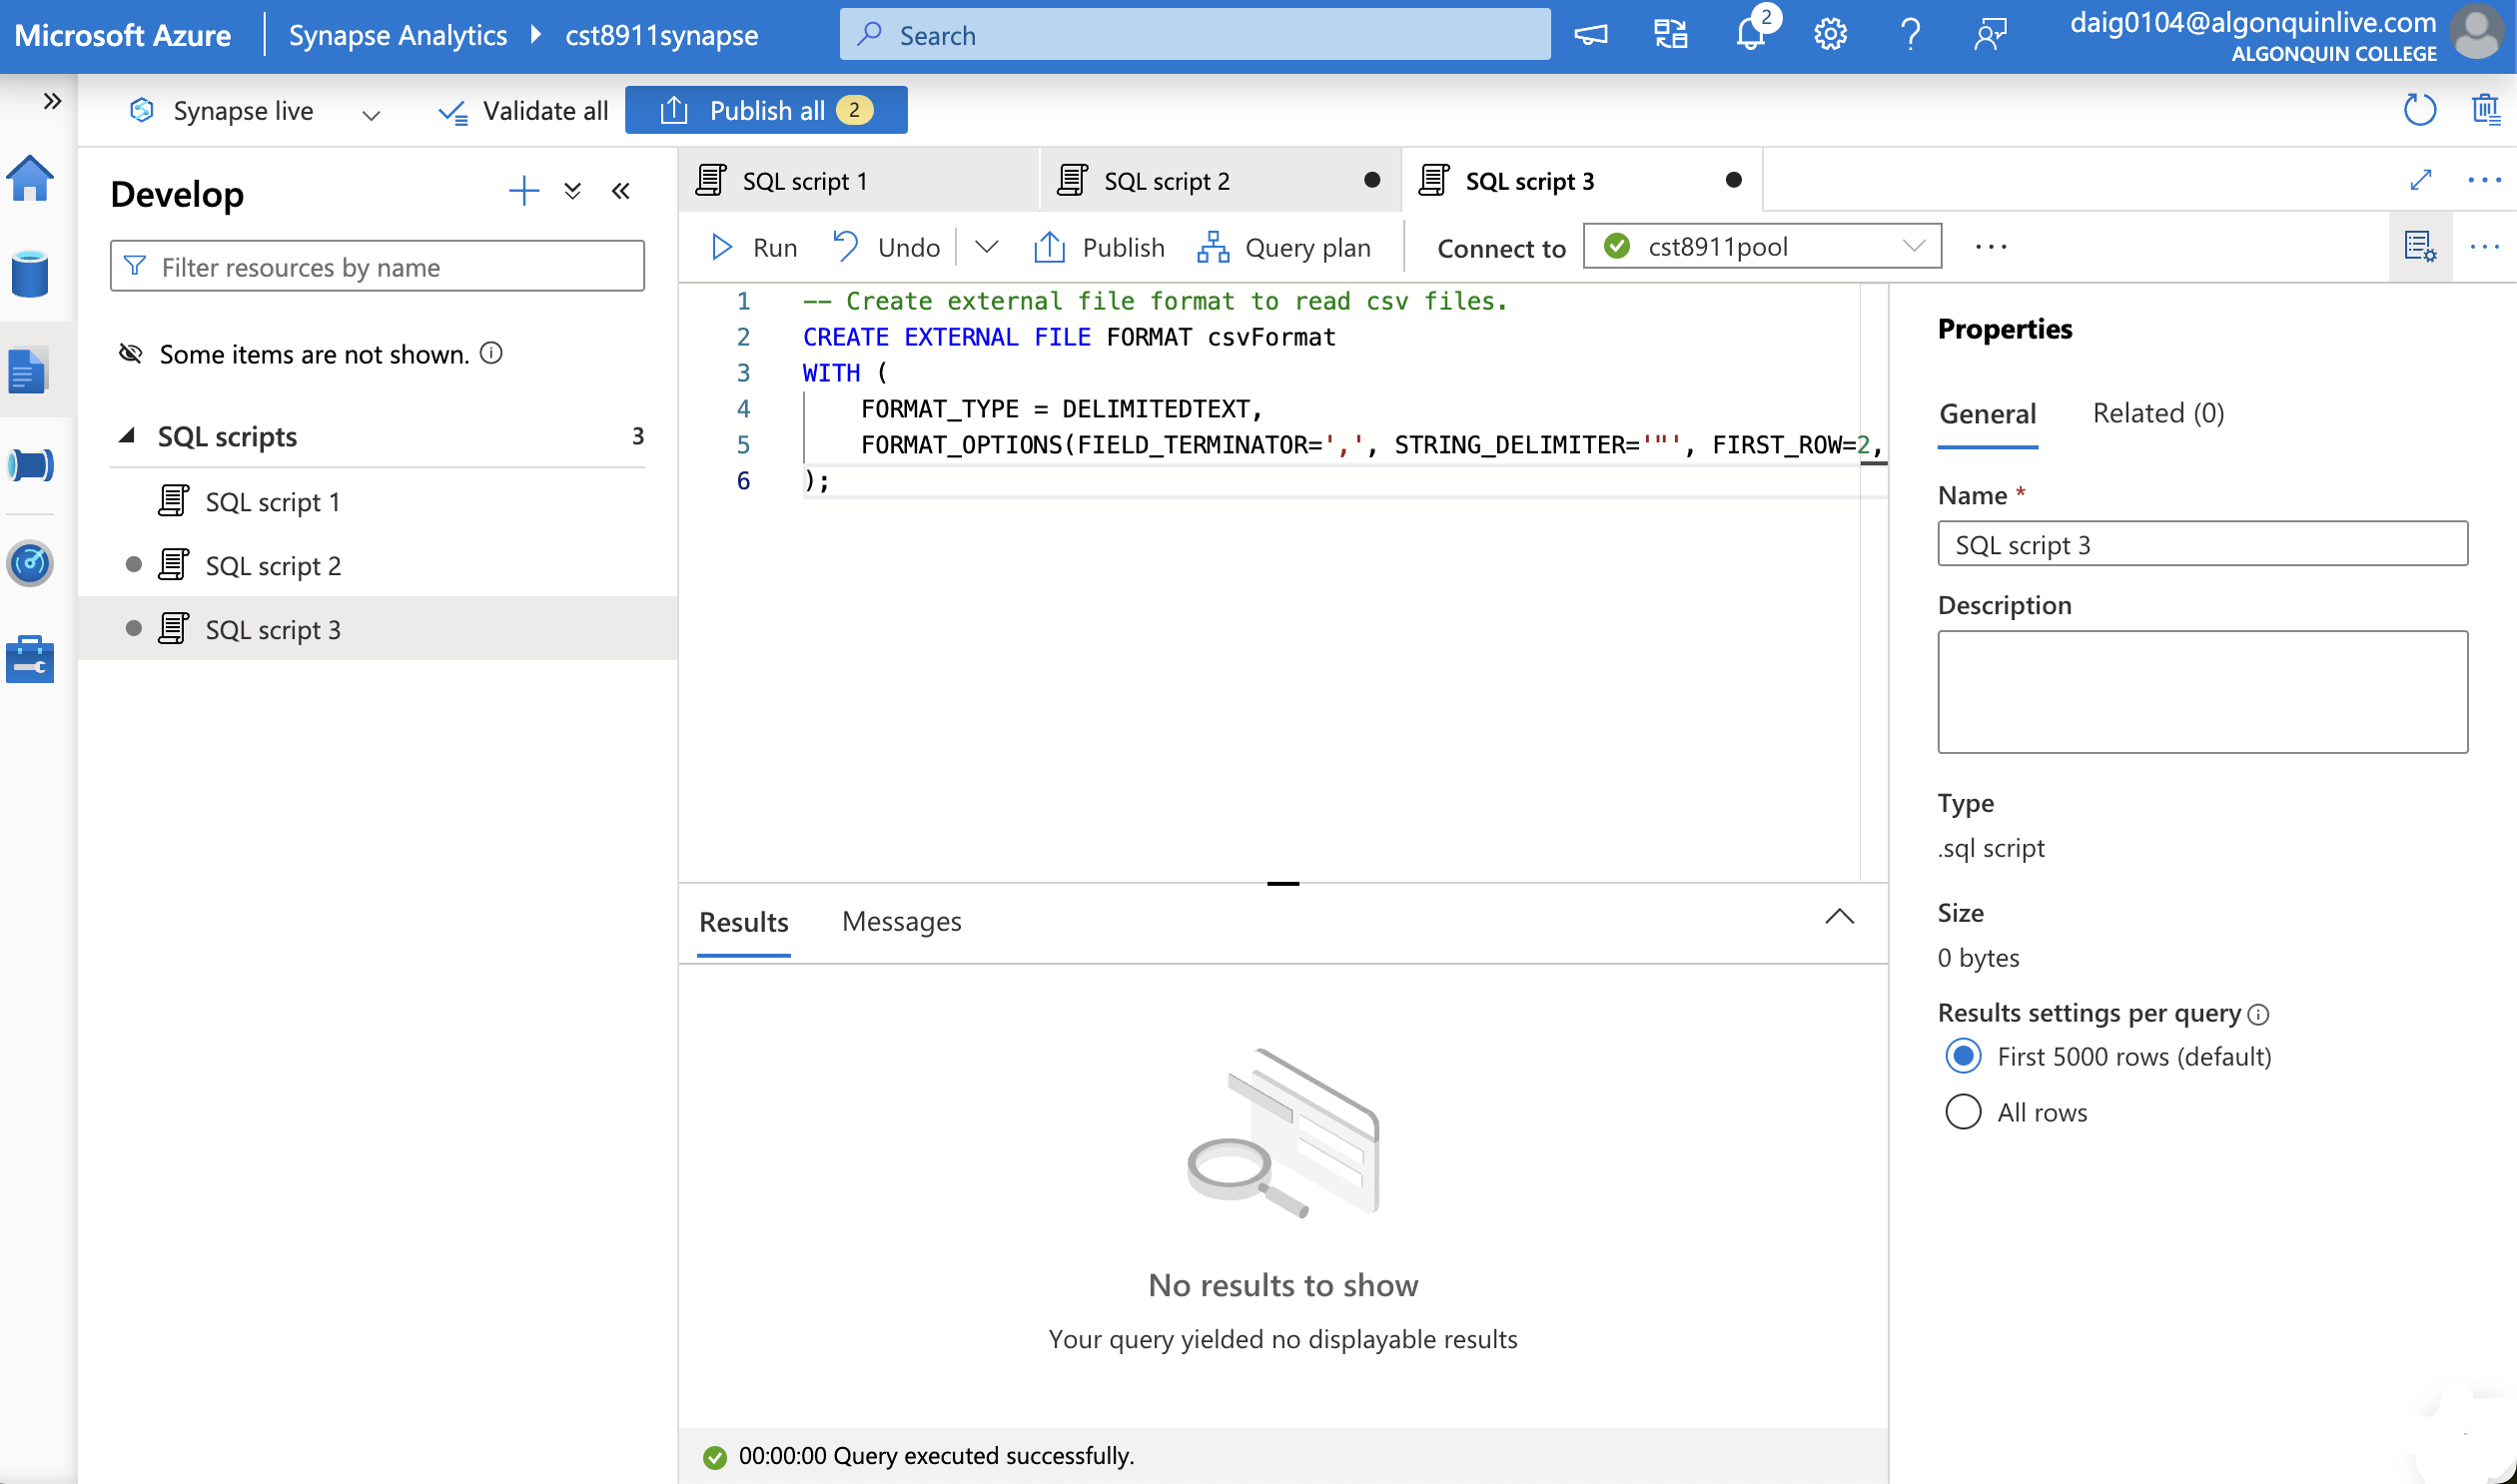 Microsoft Azure
Synapse Analytics
cst8911synapse
Search
2
daig0104@algonquinlive.com
ALGONQUIN COLLEGE
Synapse live
Validate all
Publish all 2
Develop
Filter resources by name
Some items are not shown.
SQL scripts 3
SQL script 1
SQL script 2
SQL script 3
SQL script 1
SQL script 2
SQL script 3
Run
Undo
Publish
Query plan
Connect to
cst8911pool
1 -- Create external file format to read csv files.
2 CREATE EXTERNAL FILE FORMAT csvFormat
3 WITH (
4 FORMAT_TYPE = DELIMITEDTEXT,
5 FORMAT_OPTIONS(FIELD_TERMINATOR=',', STRING_DELIMITER='"', FIRST_ROW=2,
6 );
Results
Messages
No results to show
Your query yielded no displayable results
00:00:00 Query executed successfully.
Properties
General
Related (0)
Name *
SQL script 3
Description
Type
.sql script
Size
0 bytes
Results settings per query
First 5000 rows (default)
All rows